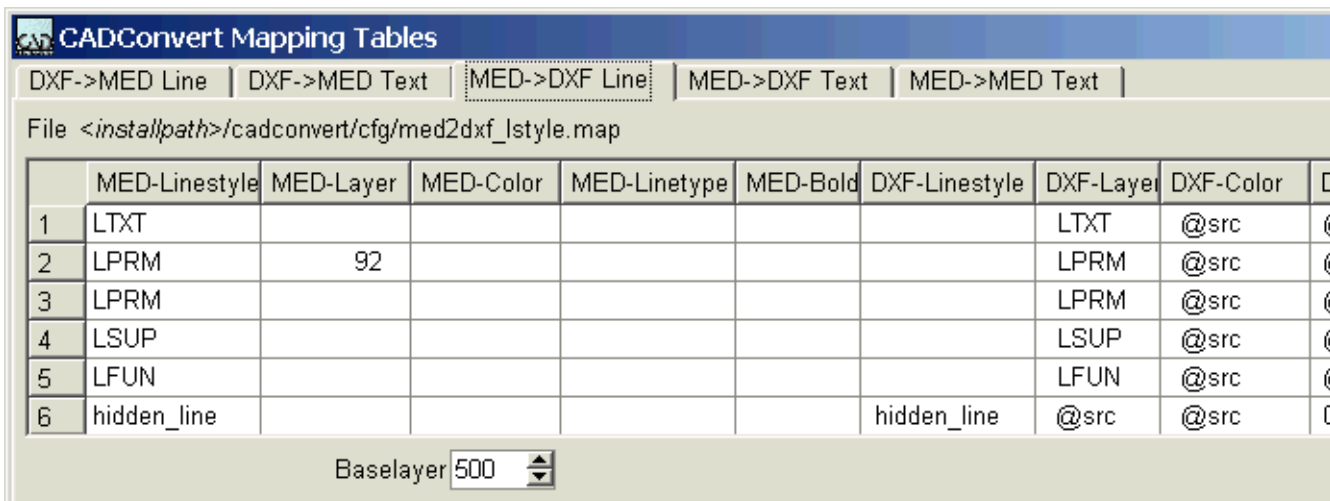 CADConvert Mapping Tables
DXF->MED Line DXF->MED Text MED->DXF Line MED->DXF Text MED->MED Text
File <installpath>/cadconvert/cfg/med2dxf_lstyle.map
MED-Linestyle MED-Layer MED-Color MED-Linetype MED-Bold DXF-Linestyle DXF-Layer DXF-Color
1 LTXT LTXT @src
2 LPRM 92 LPRM @src
3 LPRM LPRM @src
4 LSUP LSUP @src
5 LFUN LFUN @src
6 hidden_line hidden_line @src @src
Baselayer 500